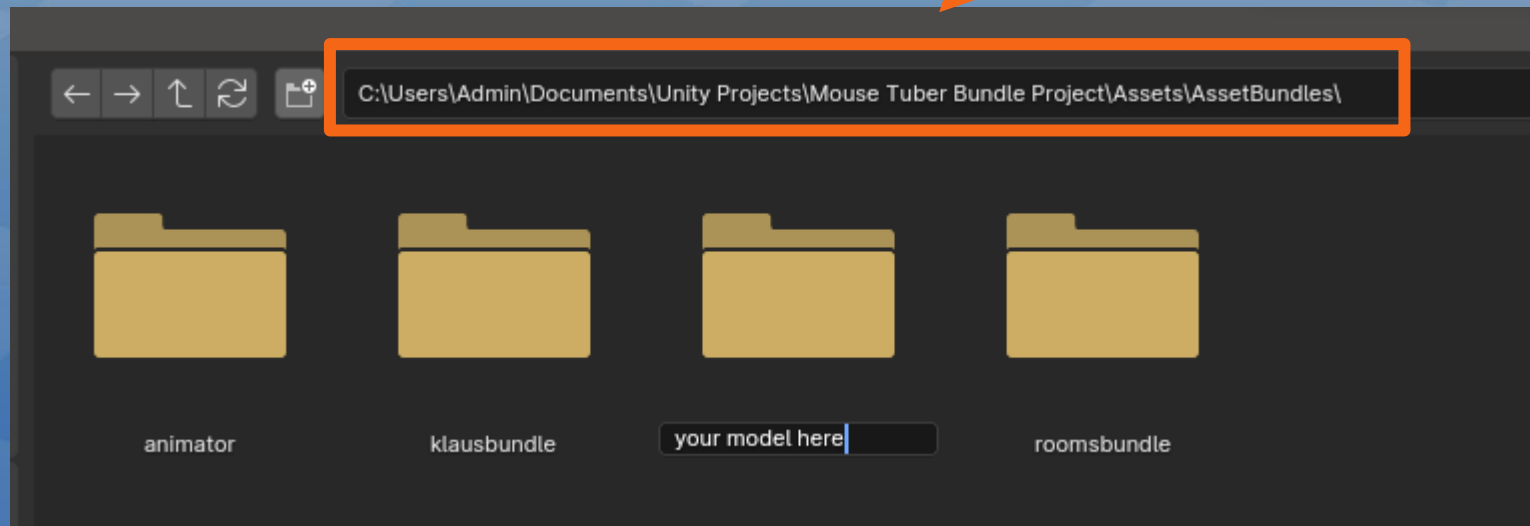 C:\Users\Admin\Documents\Unity Projects\Mouse Tuber Bundle Project\Assets\AssetBundles\
animator
klausbundle
your model here
roomsbundle